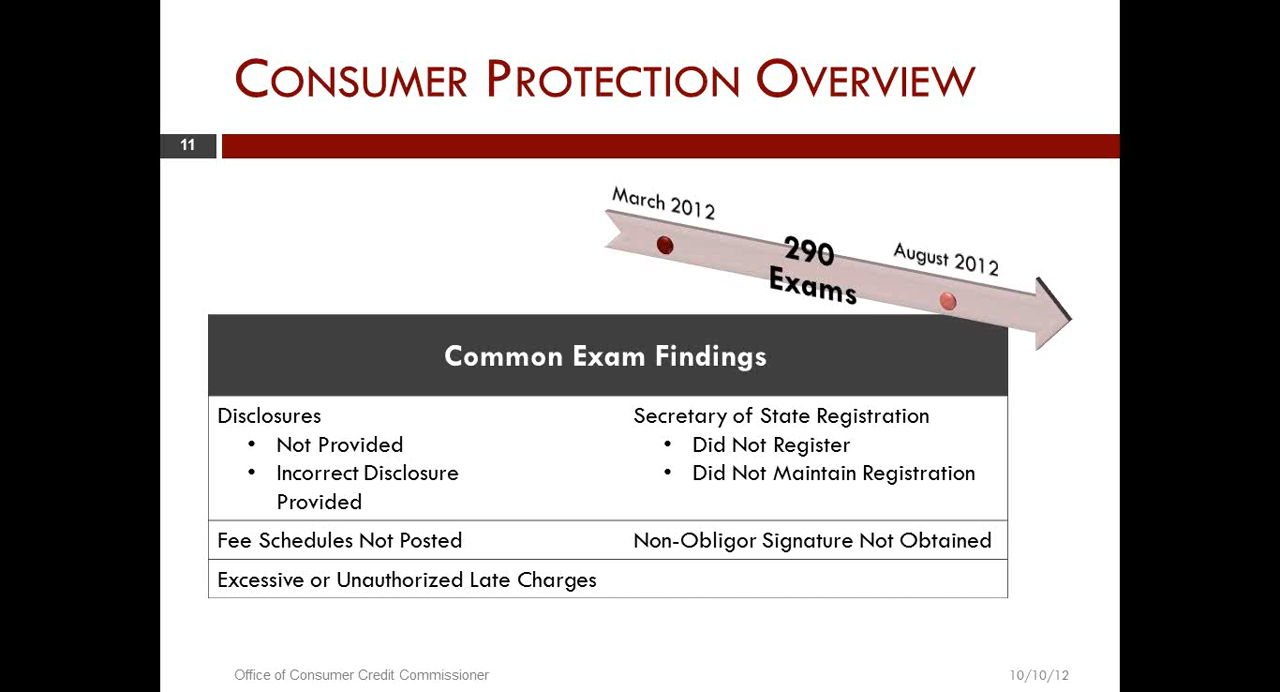 CONSUMER PROTECTION OVERVIEW
11
March 2012
290
Exams
August 2012
Common Exam Findings
Disclosures
• Not Provided
• Incorrect Disclosure
Provided
Secretary of State Registration
• Did Not Register
• Did Not Maintain Registration
Fee Schedules Not Posted
Non-Obligor Signature Not Obtained
Excessive or Unauthorized Late Charges
Office of Consumer Credit Commissioner
10/10/12